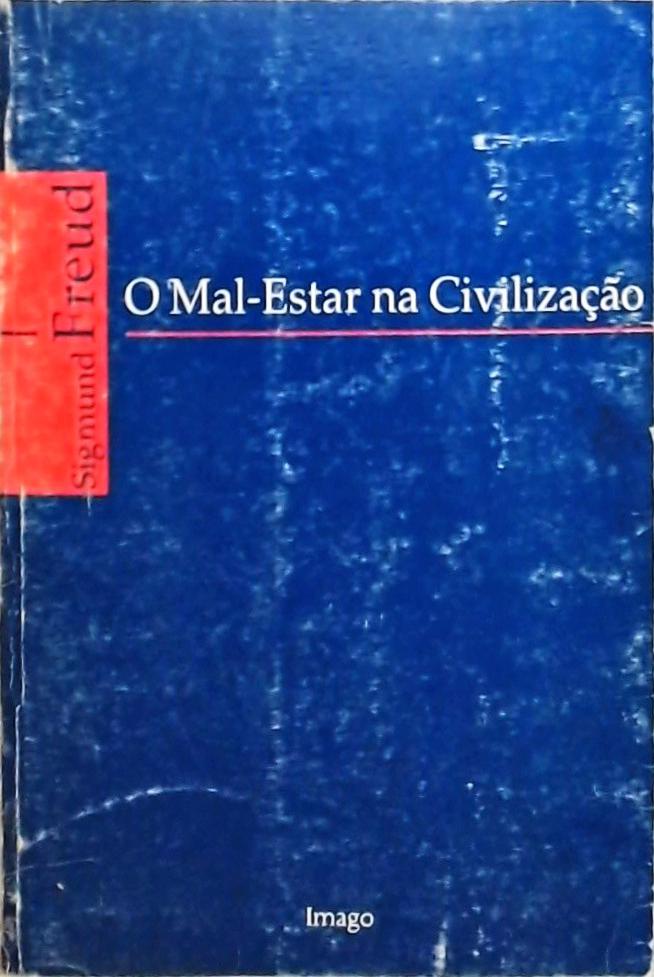 Sigmund Freud
O Mal-Estar na Civilização
Imago